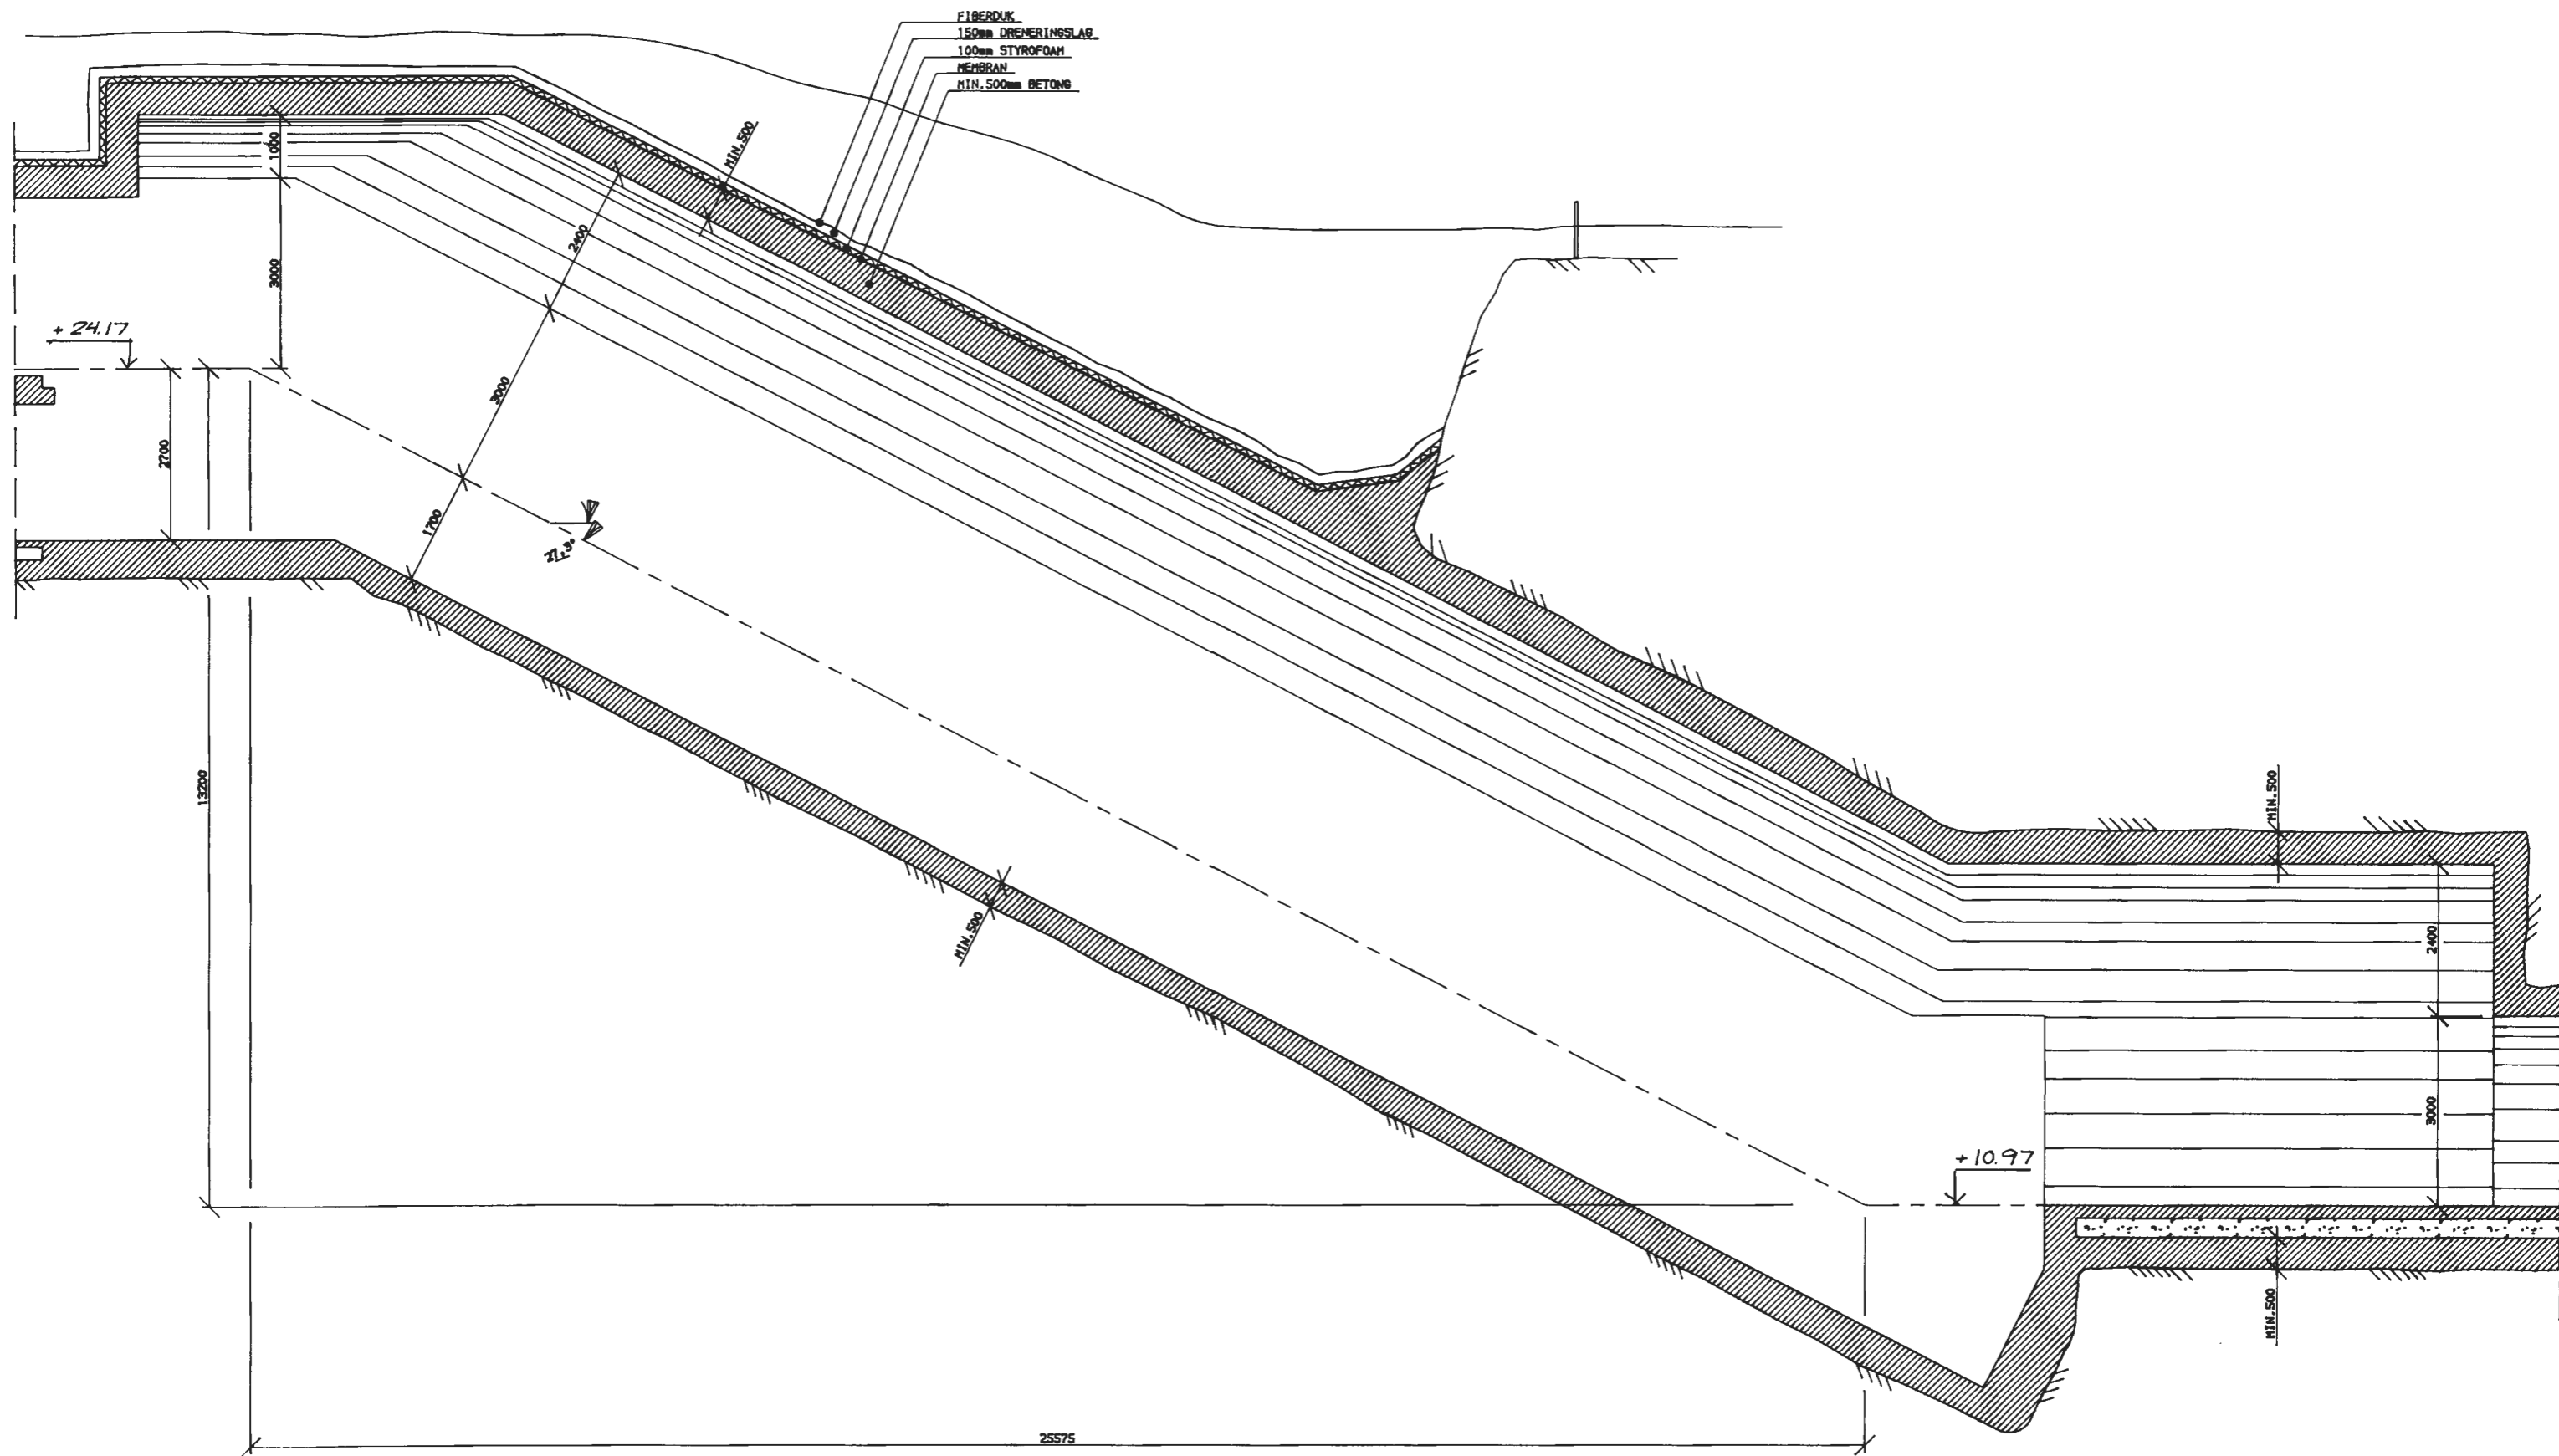 FIBERDUK
150mm DRENERINGSLAG
100mm STYROFOAM
MEMBRAN
MIN.500mm BETONG
MIN.500
1000
2400
3000
+ 24.17
3000
2700
1700
27,3°
13200
MIN.500
MIN.500
2400
3000
+ 10.97
MIN.500
25575